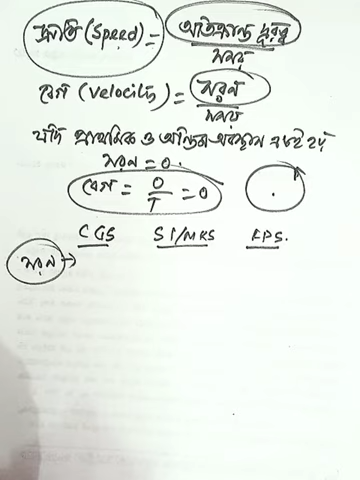 দ্রুতি (Speed) = অতিক্রান্ত দূরত্ব / সময়
বেগ (Velocity) = সরণ / সময়
যদি প্রাথমিক ও অন্তিম অবস্থান একই হয়
সরণ = 0.
বেগ = 0/T = 0
CGS SI/MKS FPS.
সরণ →